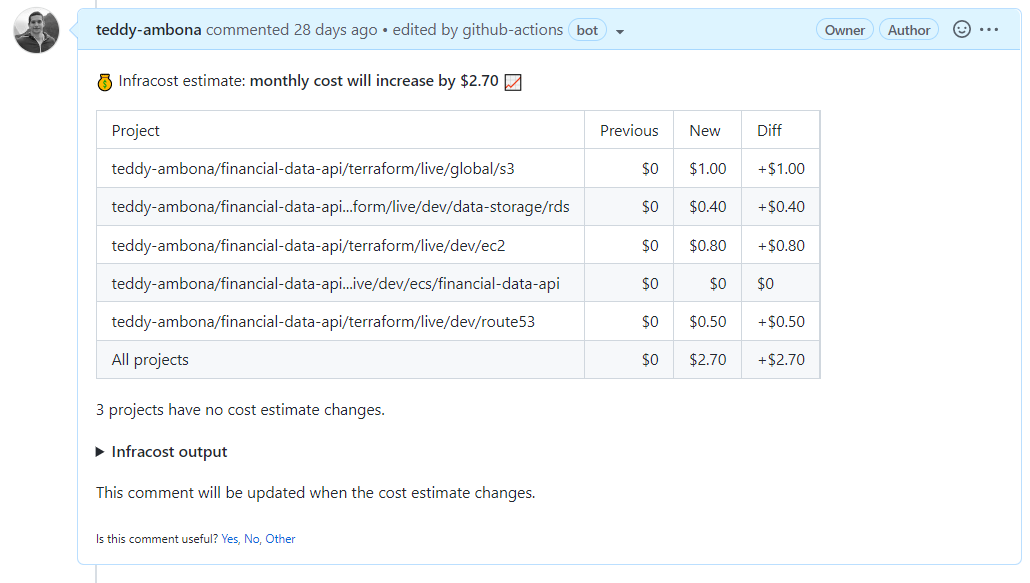 teddy-ambona commented 28 days ago • edited by github-actions bot Owner Author
Infracost estimate: monthly cost will increase by $2.70
Project Previous New Diff
teddy-ambona/financial-data-api/terraform/live/global/s3 $0 $1.00 +$1.00
teddy-ambona/financial-data-api...form/live/dev/data-storage/rds $0 $0.40 +$0.40
teddy-ambona/financial-data-api/terraform/live/dev/ec2 $0 $0.80 +$0.80
teddy-ambona/financial-data-api...ive/dev/ecs/financial-data-api $0 $0 $0
teddy-ambona/financial-data-api/terraform/live/dev/route53 $0 $0.50 +$0.50
All projects $0 $2.70 +$2.70
3 projects have no cost estimate changes.
Infracost output
This comment will be updated when the cost estimate changes.
Is this comment useful? Yes, No, Other